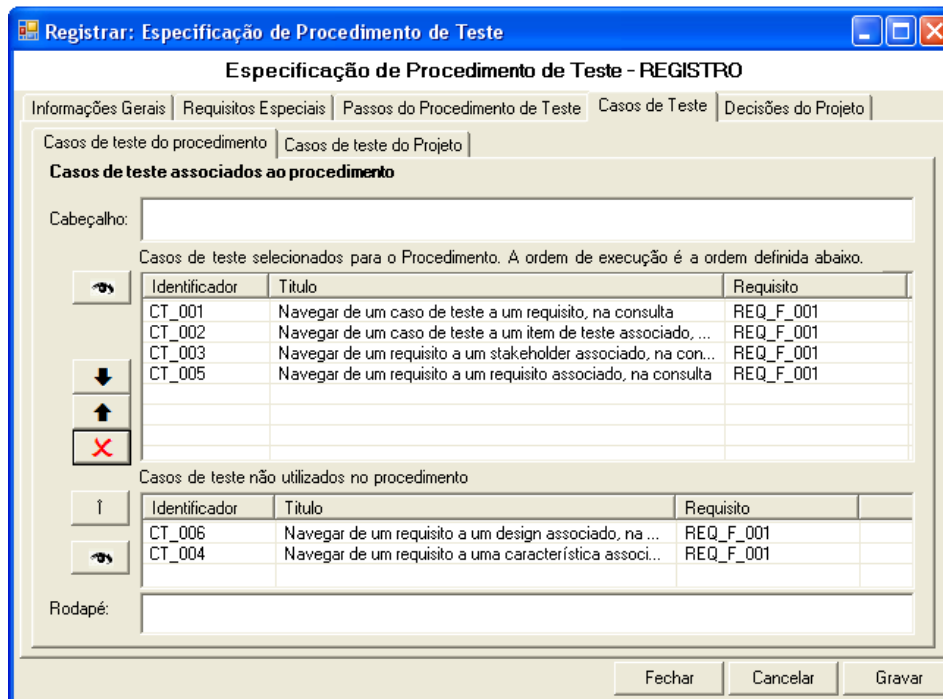 Registrar: Especificação de Procedimento de Teste
Especificação de Procedimento de Teste - REGISTRO
Informações Gerais Requisitos Especiais Passos do Procedimento de Teste Casos de Teste Decisões do Projeto
Casos de teste do procedimento Casos de teste do Projeto
Casos de teste associados ao procedimento
Cabeçalho:
Casos de teste selecionados para o Procedimento. A ordem de execução é a ordem definida abaixo.
Identificador Titulo Requisito
CT_001 Navegar de um caso de teste a um requisito, na consulta REQ_F_001
CT_002 Navegar de um caso de teste a um item de teste associado, ... REQ_F_001
CT_003 Navegar de um requisito a um stakeholder associado, na con... REQ_F_001
CT_005 Navegar de um requisito a um requisito associado, na consulta REQ_F_001
Casos de teste não utilizados no procedimento
Identificador Titulo Requisito
CT_006 Navegar de um requisito a um design associado, na ... REQ_F_001
CT_004 Navegar de um requisito a uma característica associ... REQ_F_001
Rodapé:
Fechar Cancelar Gravar